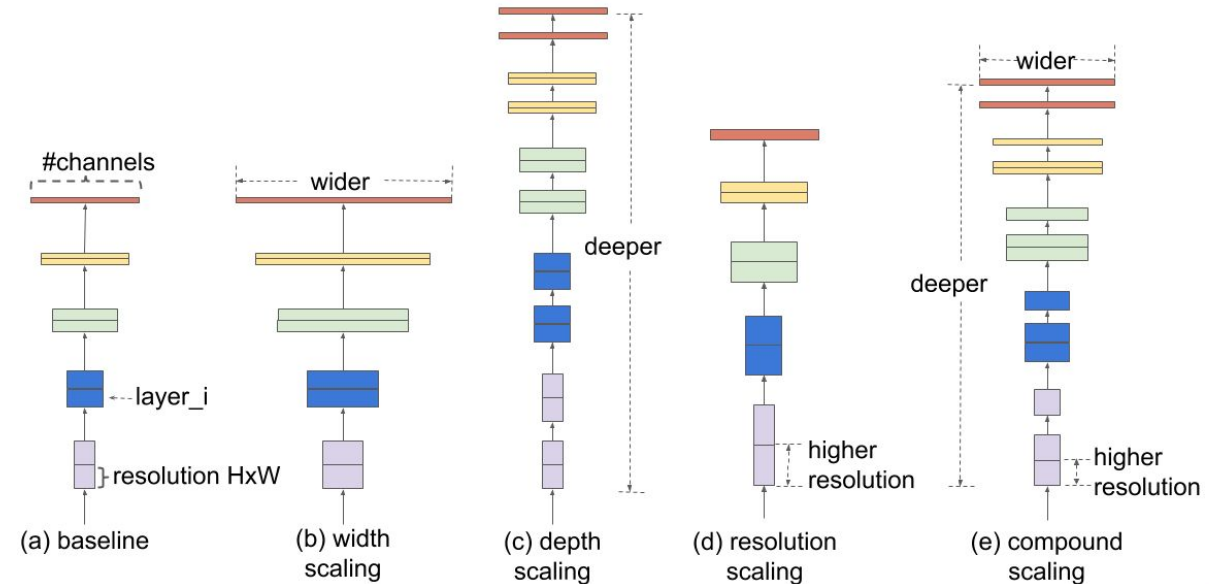 #channels
layer_i
resolution HxW
(a) baseline
wider
(b) width
scaling
deeper
(c) depth
scaling
higher
resolution
(d) resolution
scaling
wider
deeper
higher
resolution
(e) compound
scaling